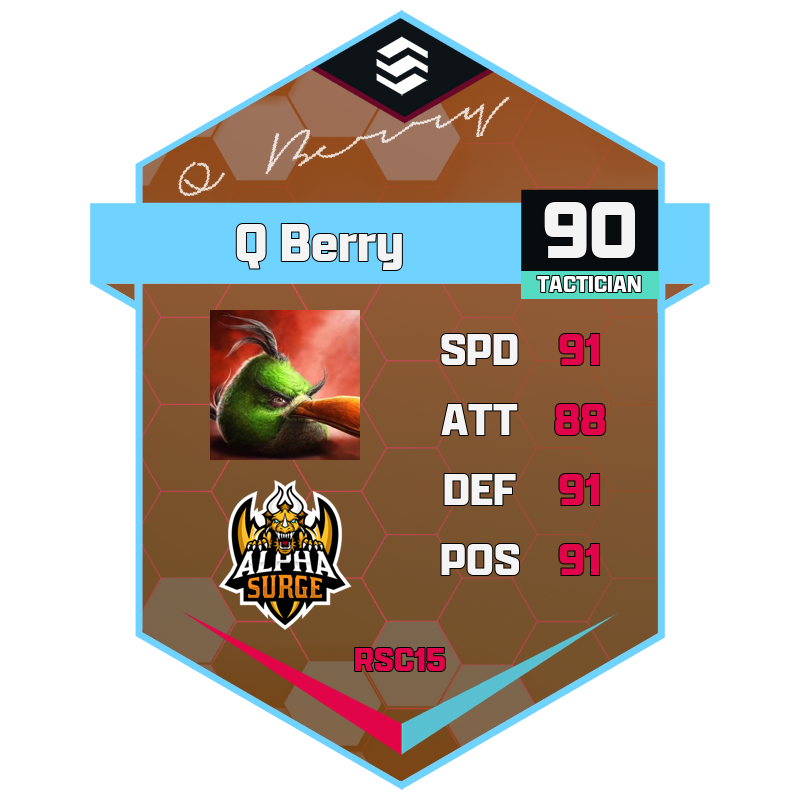 Q Berry
Q Berry
90
TACTICIAN
SPD 91
ATT 88
DEF 91
POS 91
ALPHA
SURGE
RSC15